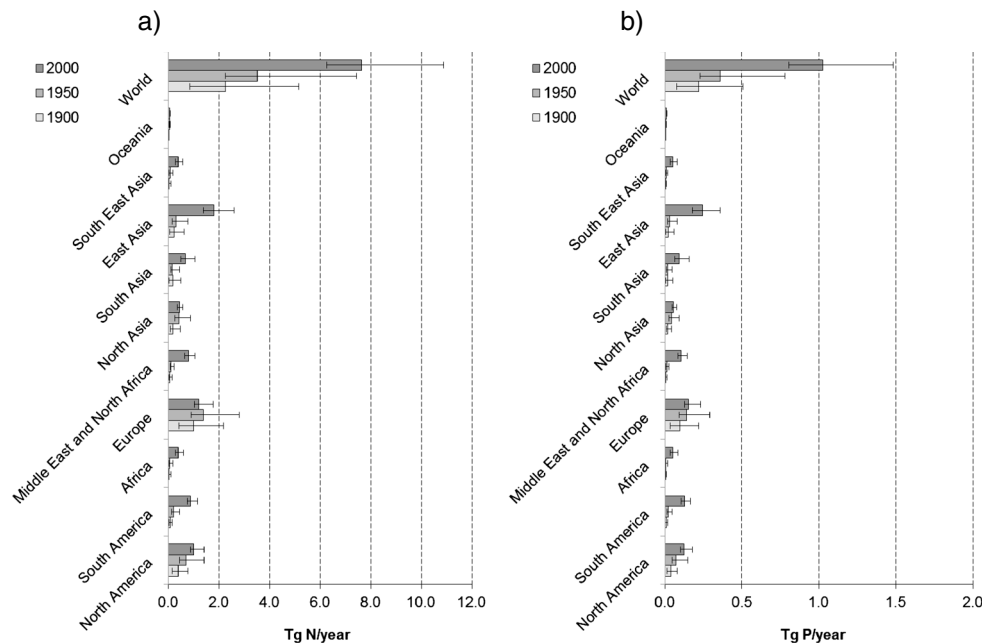 a)
2000
1950
1900
World
Oceania
South East Asia
East Asia
South Asia
North Asia
Middle East and North Africa
Europe
Africa
South America
North America
0.0 2.0 4.0 6.0 8.0 10.0 12.0
Tg N/year
b)
2000
1950
1900
World
Oceania
South East Asia
East Asia
South Asia
North Asia
Middle East and North Africa
Europe
Africa
South America
North America
0.0 0.5 1.0 1.5 2.0
Tg P/year